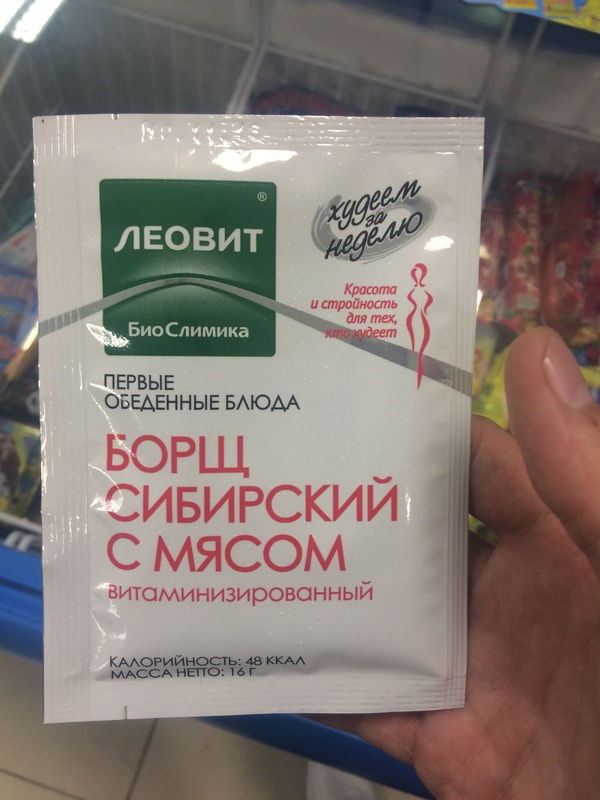 ЛЕОВИТ®
БиоСлимика
худеем
за
неделю
Красота
и стройность
для тех,
кто худеет
ПЕРВЫЕ
ОБЕДЕННЫЕ БЛЮДА
БОРЩ
СИБИРСКИЙ
С МЯСОМ
витаминизированный
КАЛОРИЙНОСТЬ: 48 ККАЛ
МАССА НЕТТО: 16 Г